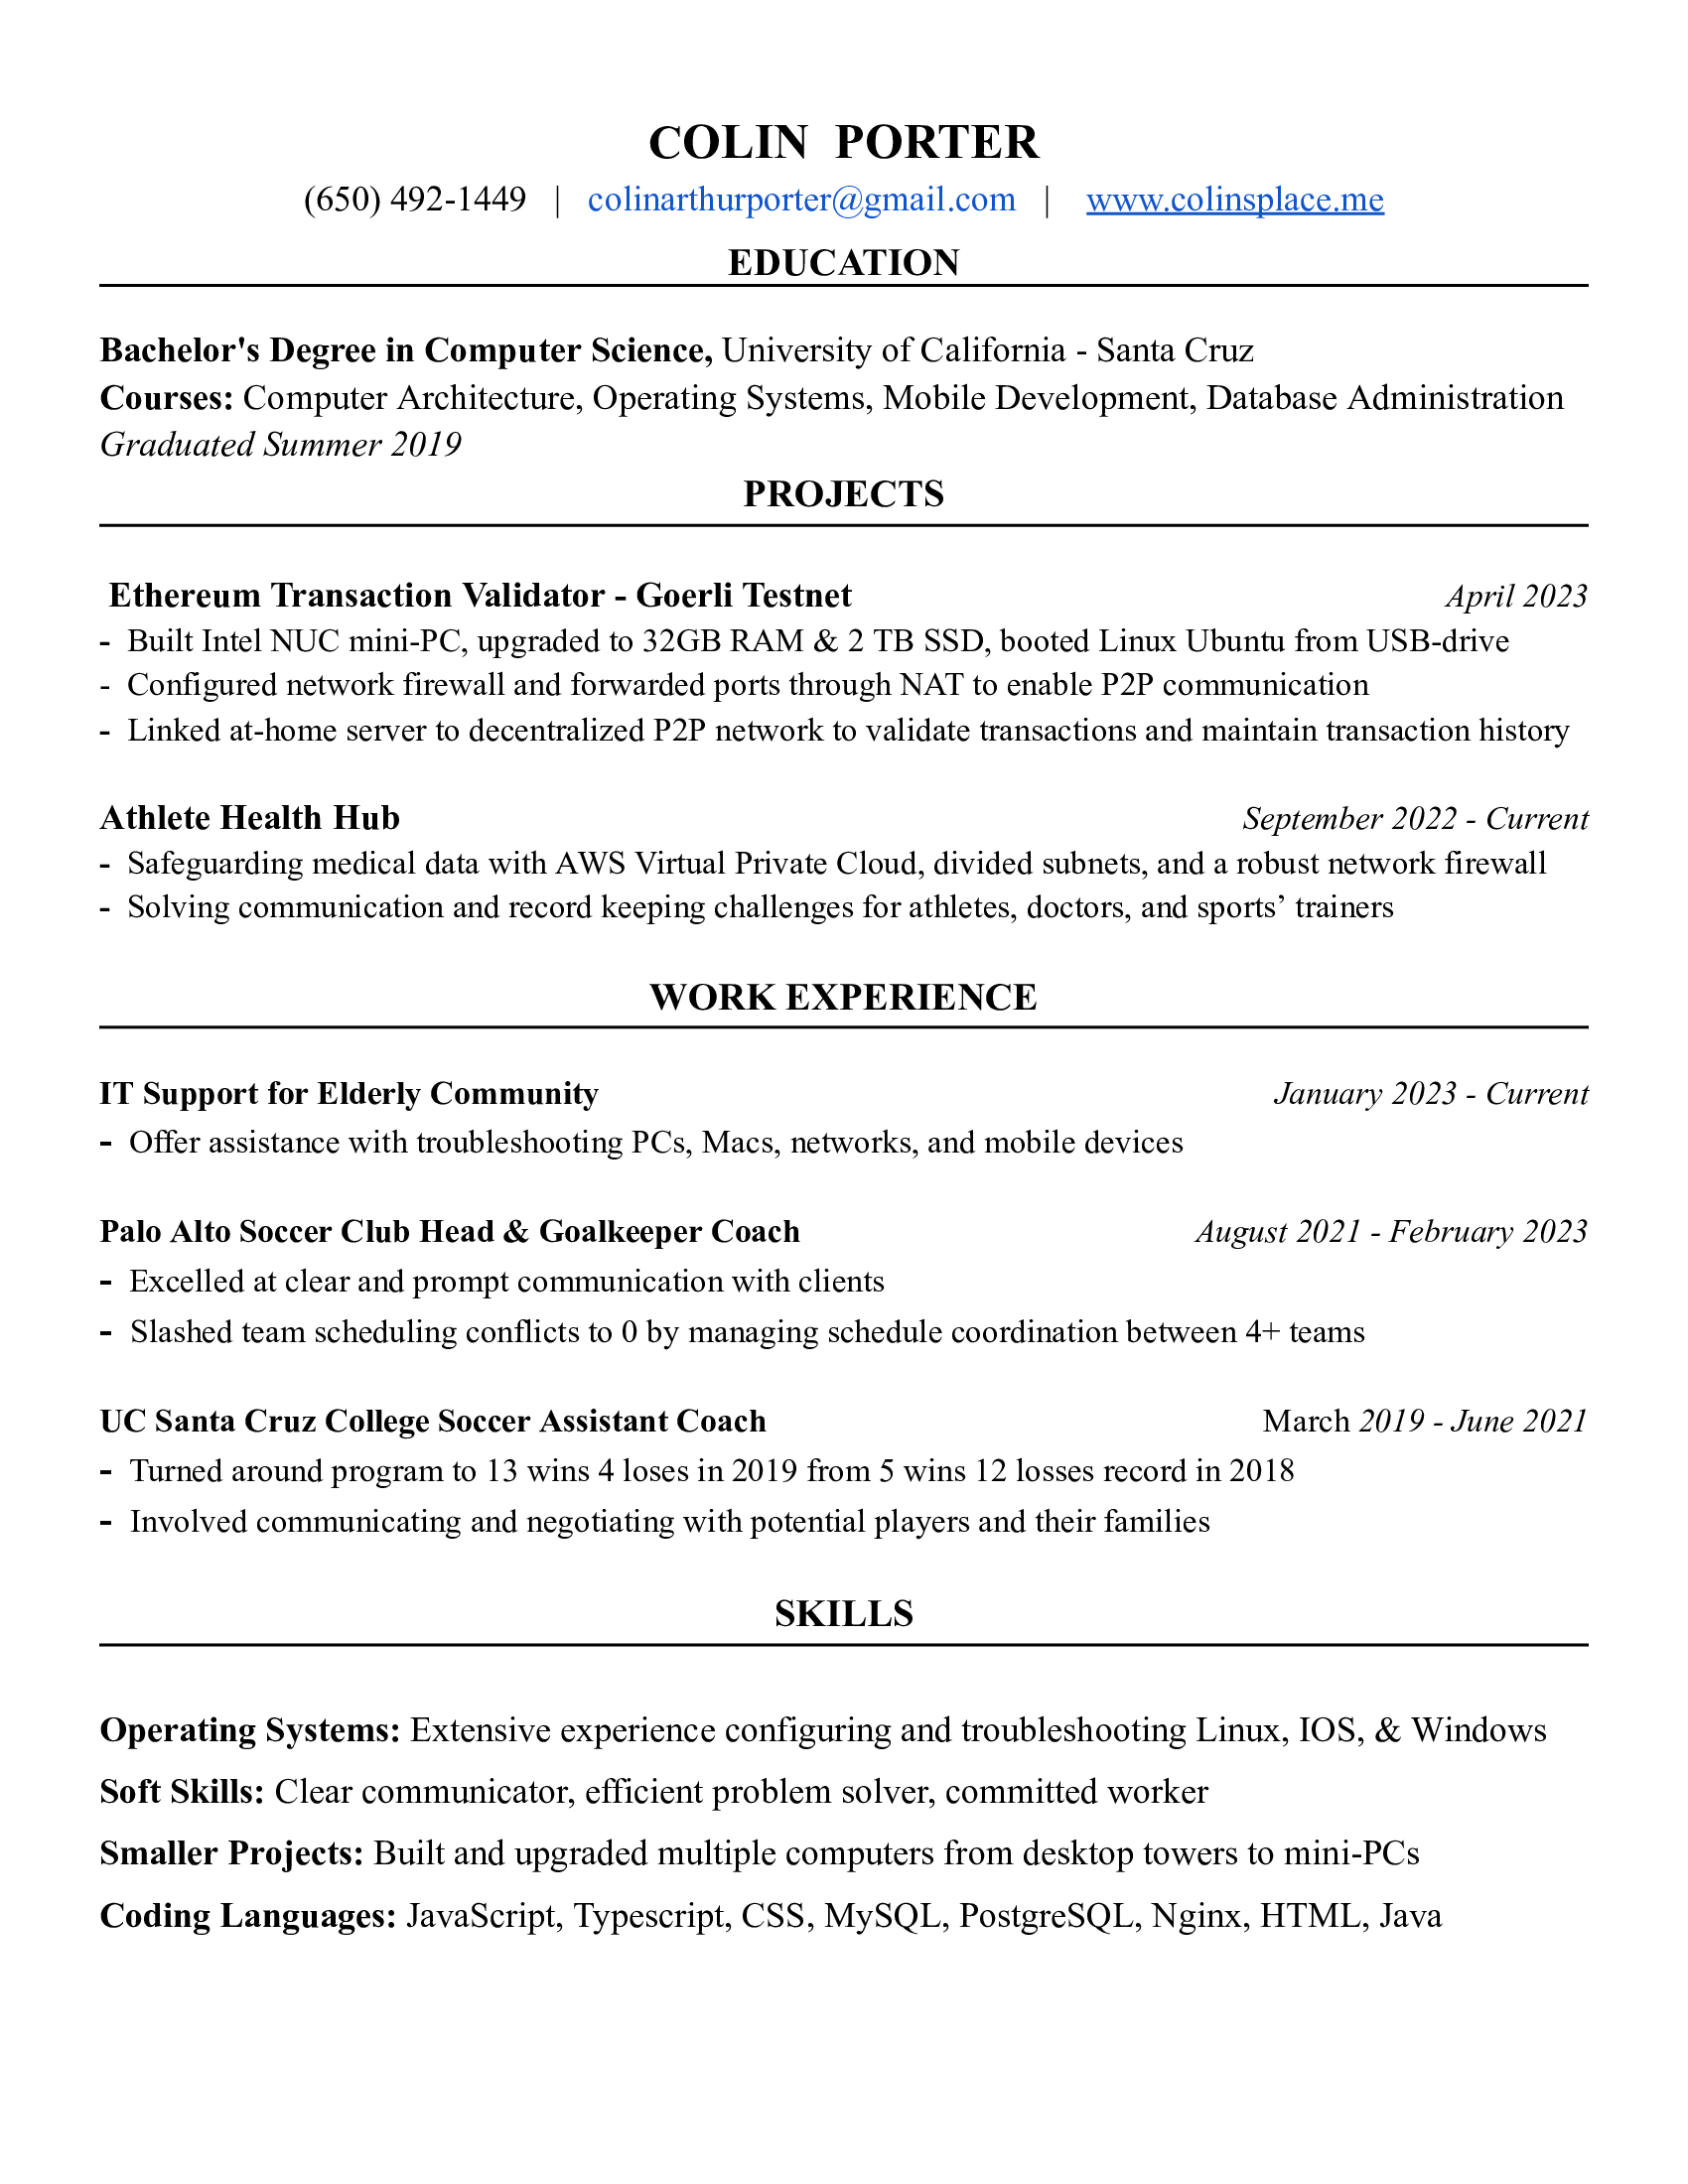 COLIN PORTER
(650) 492-1449 | colinarthurporter@gmail.com | www.colinsplace.me
EDUCATION
Bachelor's Degree in Computer Science, University of California - Santa Cruz
Courses: Computer Architecture, Operating Systems, Mobile Development, Database Administration
Graduated Summer 2019
PROJECTS
Ethereum Transaction Validator - Goerli Testnet April 2023
- Built Intel NUC mini-PC, upgraded to 32GB RAM & 2 TB SSD, booted Linux Ubuntu from USB-drive
- Configured network firewall and forwarded ports through NAT to enable P2P communication
- Linked at-home server to decentralized P2P network to validate transactions and maintain transaction history
Athlete Health Hub September 2022 - Current
- Safeguarding medical data with AWS Virtual Private Cloud, divided subnets, and a robust network firewall
- Solving communication and record keeping challenges for athletes, doctors, and sports’ trainers
WORK EXPERIENCE
IT Support for Elderly Community January 2023 - Current
- Offer assistance with troubleshooting PCs, Macs, networks, and mobile devices
Palo Alto Soccer Club Head & Goalkeeper Coach August 2021 - February 2023
- Excelled at clear and prompt communication with clients
- Slashed team scheduling conflicts to 0 by managing schedule coordination between 4+ teams
UC Santa Cruz College Soccer Assistant Coach March 2019 - June 2021
- Turned around program to 13 wins 4 loses in 2019 from 5 wins 12 losses record in 2018
- Involved communicating and negotiating with potential players and their families
SKILLS
Operating Systems: Extensive experience configuring and troubleshooting Linux, IOS, & Windows
Soft Skills: Clear communicator, efficient problem solver, committed worker
Smaller Projects: Built and upgraded multiple computers from desktop towers to mini-PCs
Coding Languages: JavaScript, Typescript, CSS, MySQL, PostgreSQL, Nginx, HTML, Java